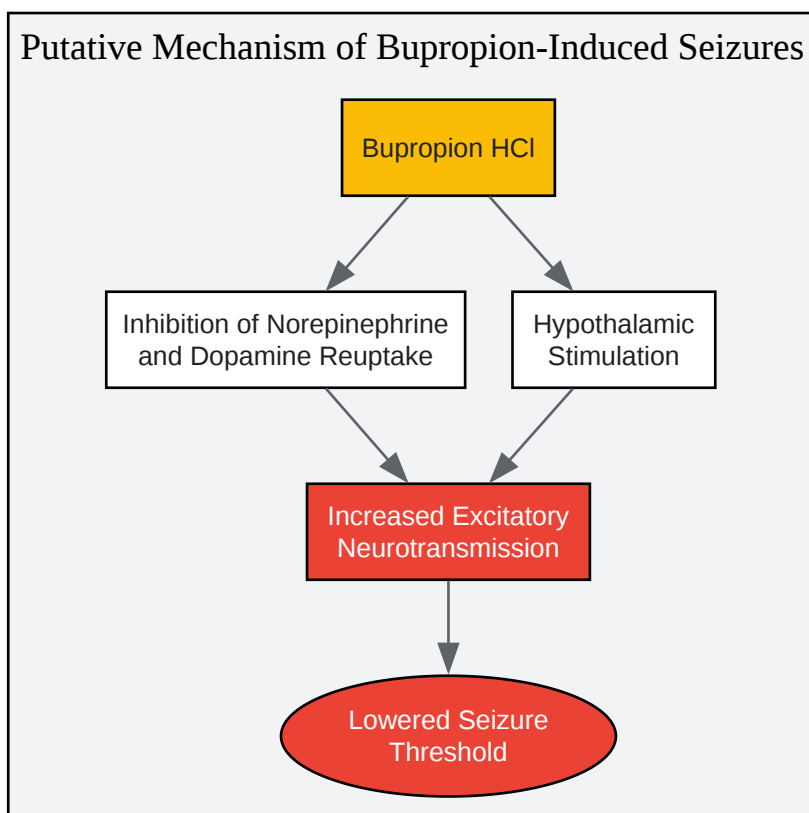 Putative Mechanism of Bupropion-Induced Seizures
Bupropion HCl
Inhibition of Norepinephrine
and Dopamine Reuptake
Hypothalamic
Stimulation
Increased Excitatory
Neurotransmission
Lowered Seizure
Threshold